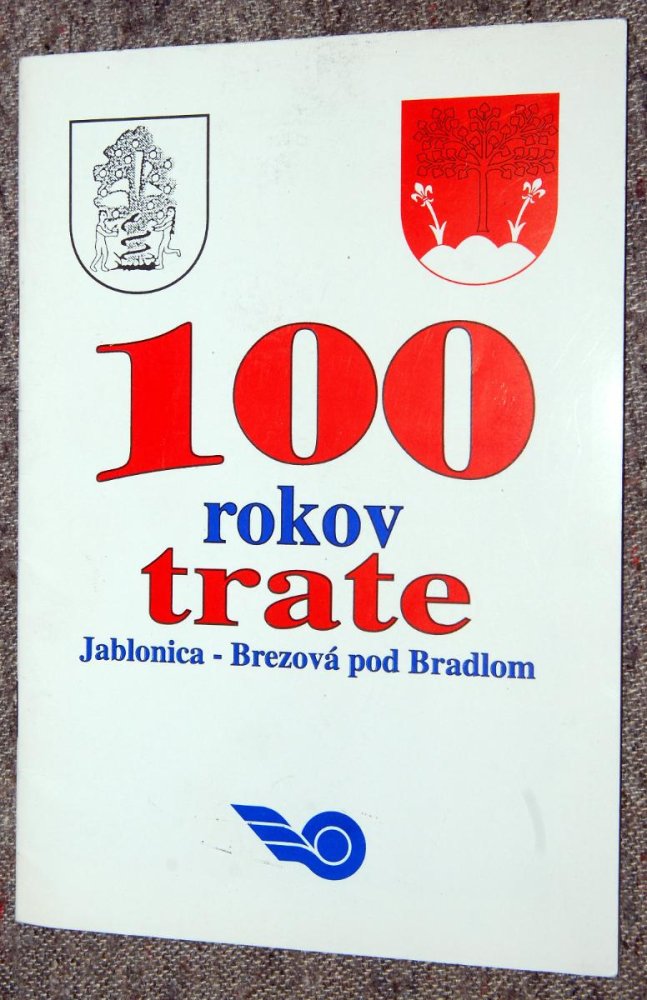 100
rokov
trate
Jablonica - Brezová pod Bradlom